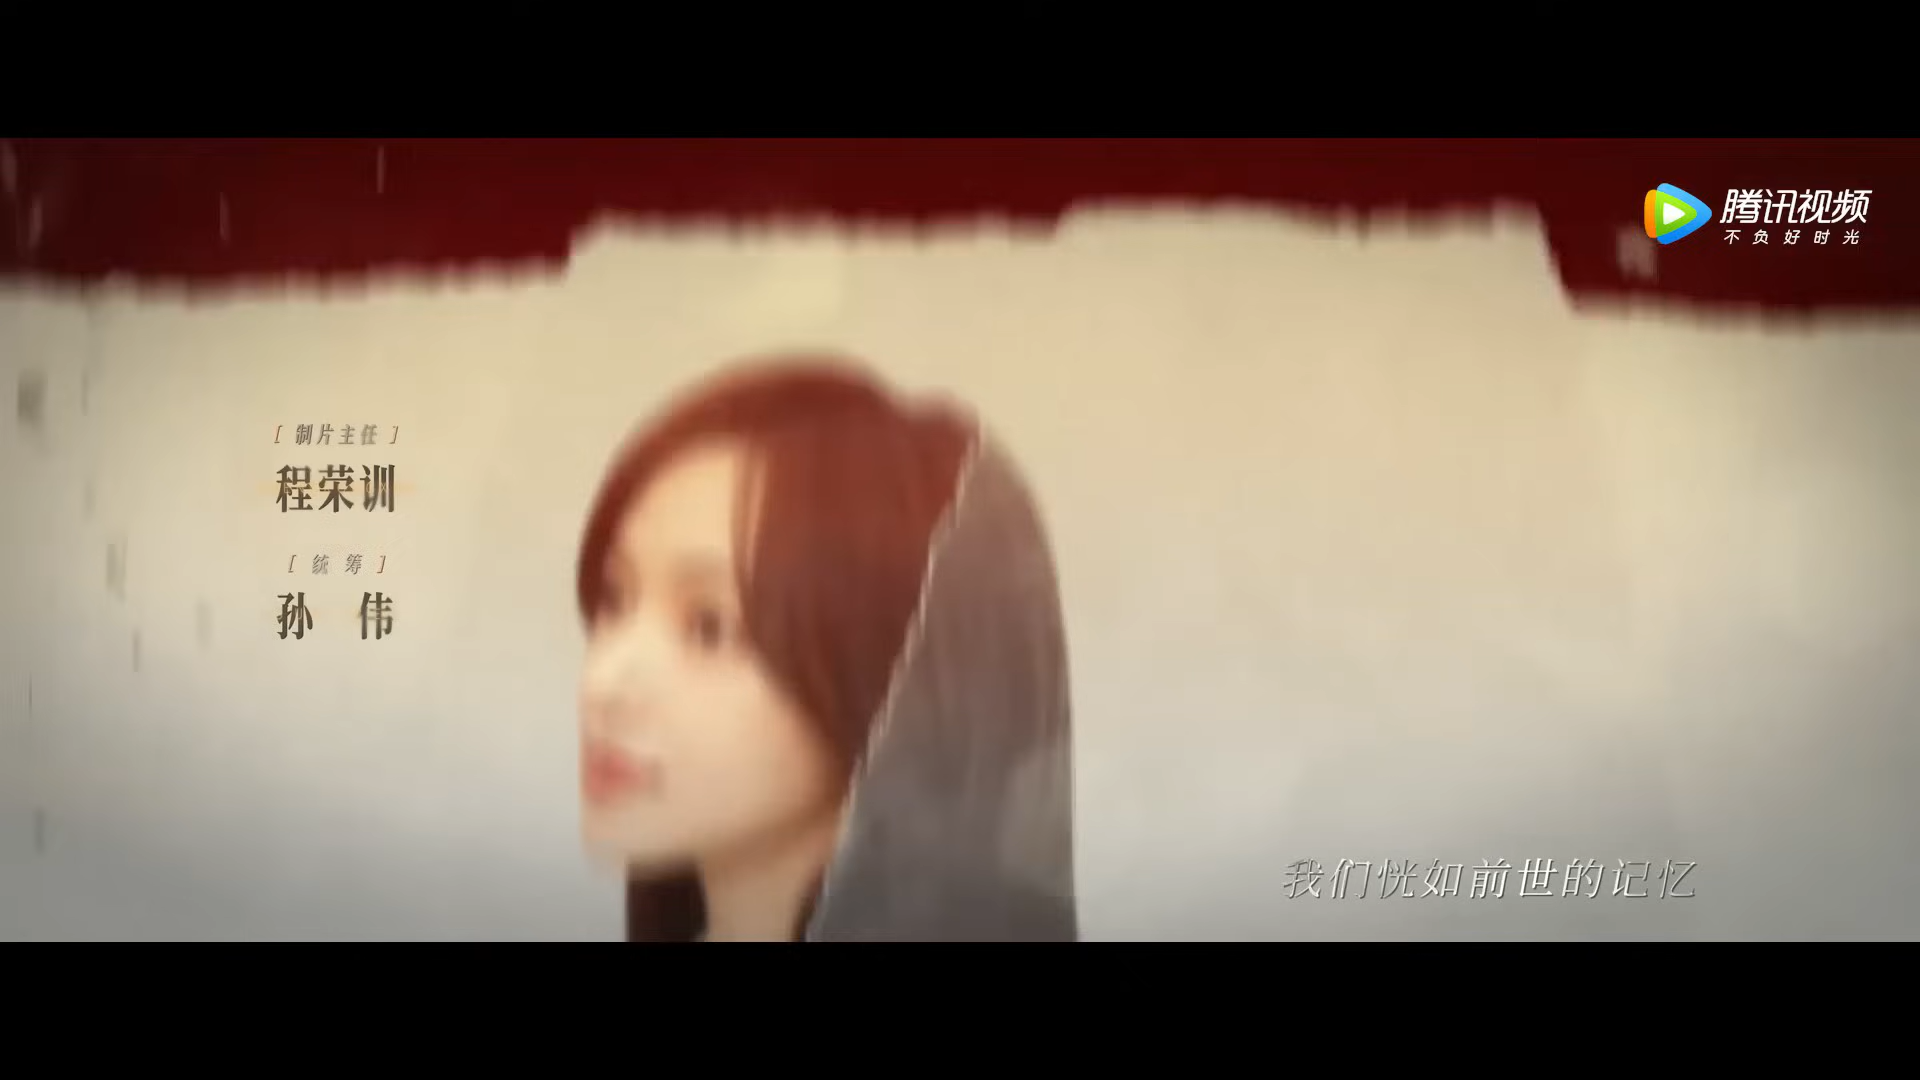 腾讯视频
不负好时光
[ 制片主任 ]
程荣训
[ 统 筹 ]
孙 伟
我们恍如前世的记忆